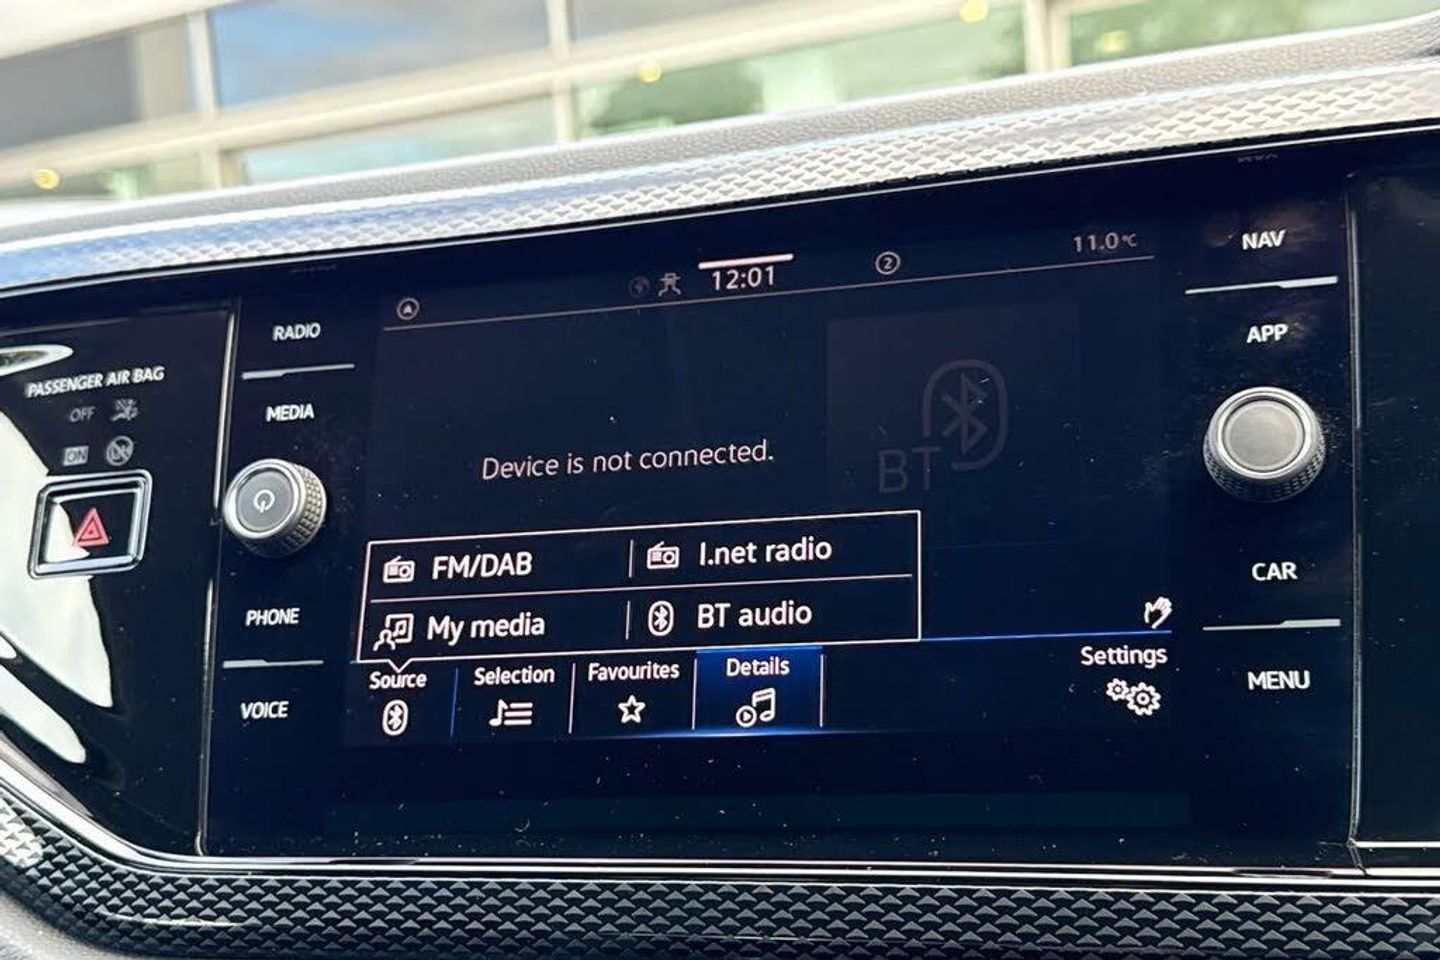 12:01
2
11.0°C
NAV
RADIO
APP
PASSENGER AIR BAG
OFF
ON
MEDIA
Device is not connected.
BT
FM/DAB
I.net radio
My media
BT audio
PHONE
CAR
VOICE
Source
Selection
Favourites
Details
Settings
MENU